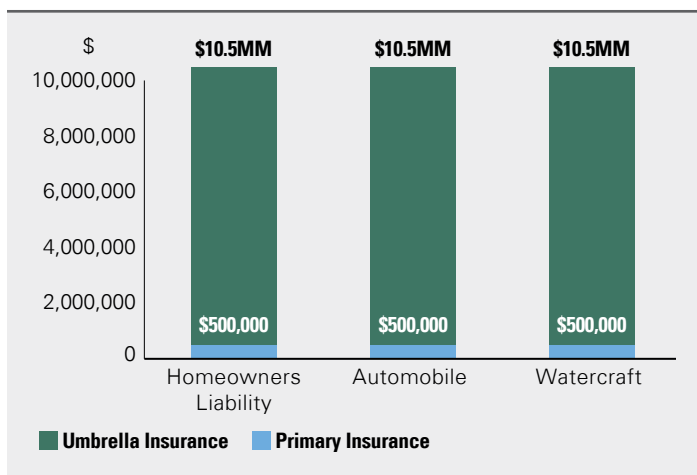 $
$10.5MM $10.5MM $10.5MM
10,000,000
8,000,000
6,000,000
4,000,000
2,000,000
$500,000 $500,000 $500,000
0
Homeowners Automobile Watercraft
Liability
Umbrella Insurance Primary Insurance